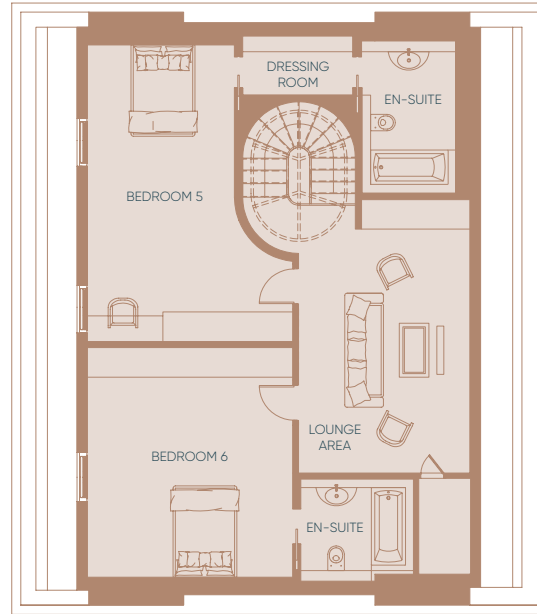 DRESSING
ROOM
EN-SUITE
BEDROOM 5
LOUNGE
AREA
BEDROOM 6
EN-SUITE